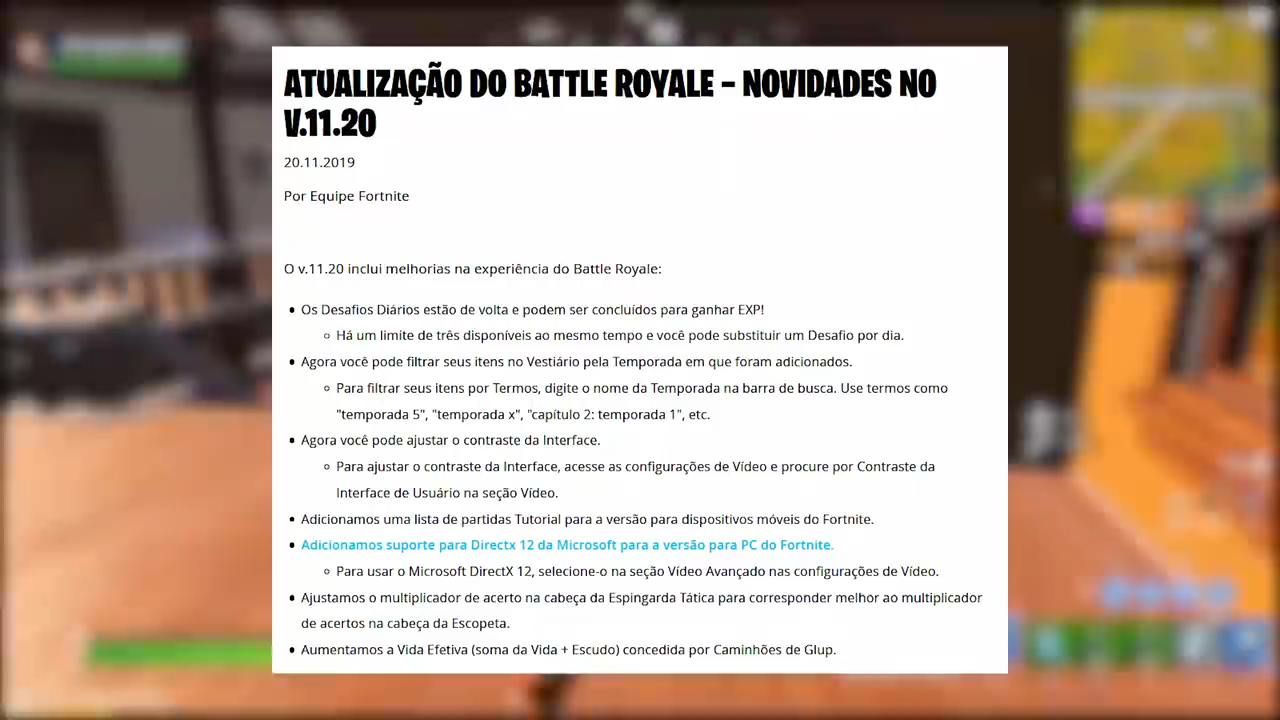 ATUALIZAÇÃO DO BATTLE ROYALE – NOVIDADES NO
V.11.20
20.11.2019
Por Equipe Fortnite
O v.11.20 inclui melhorias na experiência do Battle Royale:
• Os Desafios Diários estão de volta e podem ser concluídos para ganhar EXP!
◦ Há um limite de três disponíveis ao mesmo tempo e você pode substituir um Desafio por dia.
• Agora você pode filtrar seus itens no Vestiário pela Temporada em que foram adicionados.
◦ Para filtrar seus itens por Termos, digite o nome da Temporada na barra de busca. Use termos como
"temporada 5", "temporada x", "capítulo 2: temporada 1", etc.
• Agora você pode ajustar o contraste da Interface.
◦ Para ajustar o contraste da Interface, acesse as configurações de Vídeo e procure por Contraste da
Interface de Usuário na seção Vídeo.
• Adicionamos uma lista de partidas Tutorial para a versão para dispositivos móveis do Fortnite.
• Adicionamos suporte para Directx 12 da Microsoft para a versão para PC do Fortnite.
◦ Para usar o Microsoft DirectX 12, selecione-o na seção Vídeo Avançado nas configurações de Vídeo.
• Ajustamos o multiplicador de acerto na cabeça da Espingarda Tática para corresponder melhor ao multiplicador
de acertos na cabeça da Escopeta.
• Aumentamos a Vida Efetiva (soma da Vida + Escudo) concedida por Caminhões de Glup.